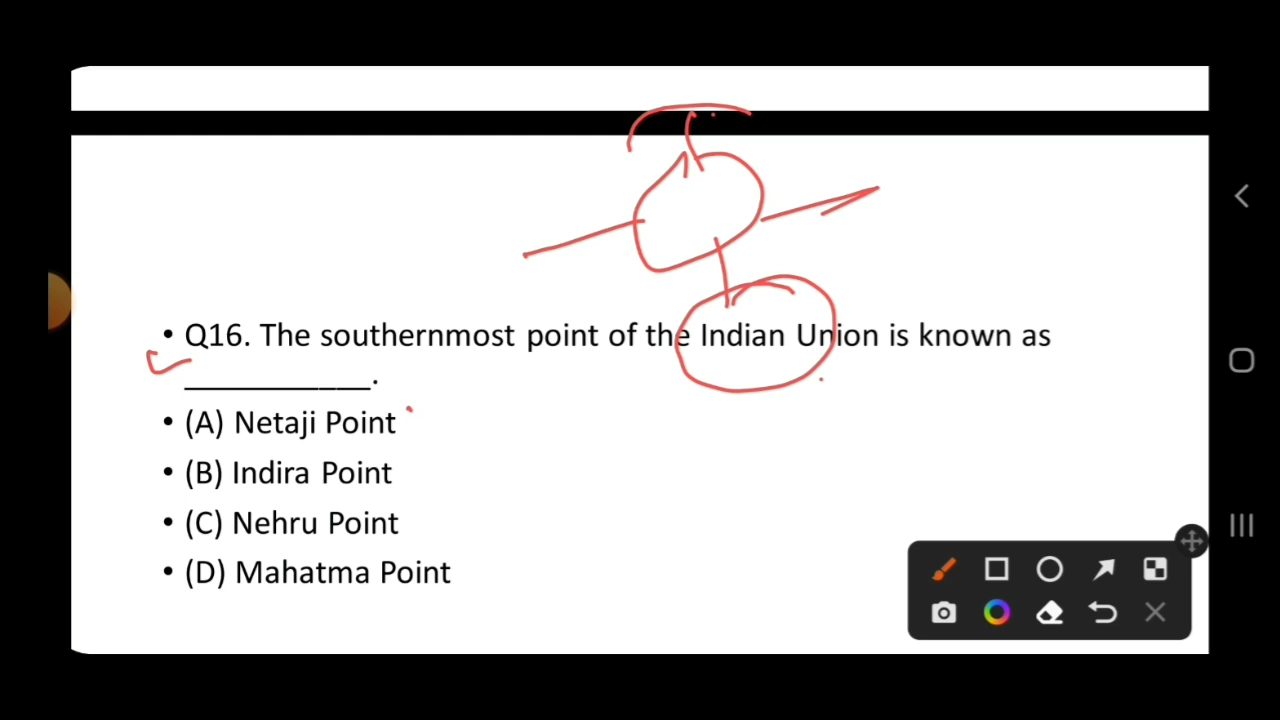 • Q16. The southernmost point of the Indian Union is known as
____________.
• (A) Netaji Point
• (B) Indira Point
• (C) Nehru Point
• (D) Mahatma Point